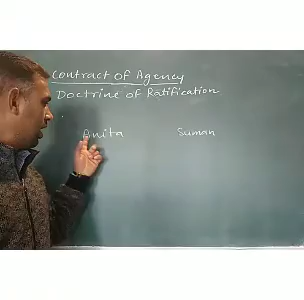 Contract of Agency
Doctrine of Ratification
Anita Suman